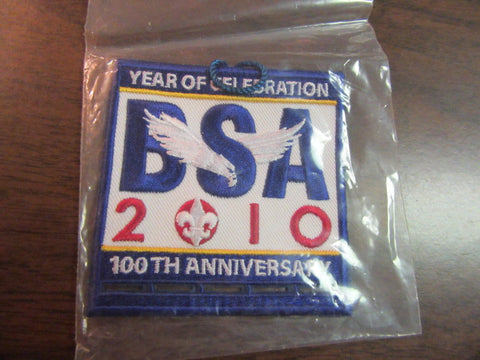 YEAR OF CELEBRATION
BSA
2010
100TH ANNIVERSARY